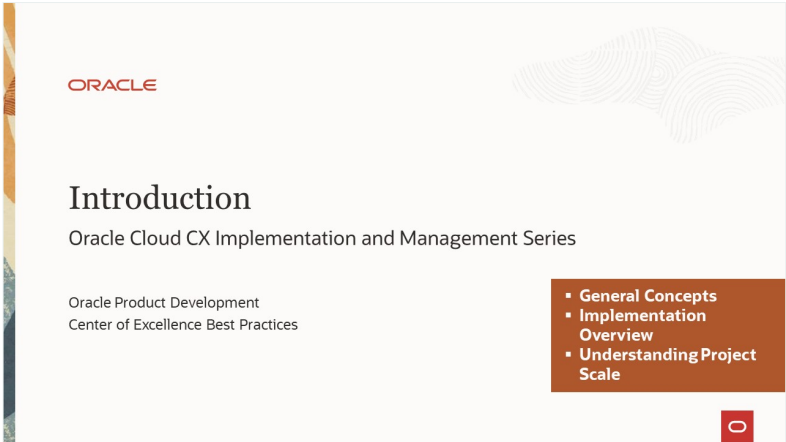 ORACLE
Introduction
Oracle Cloud CX Implementation and Management Series
Oracle Product Development
Center of Excellence Best Practices
▪ General Concepts
▪ Implementation
Overview
▪ Understanding Project
Scale